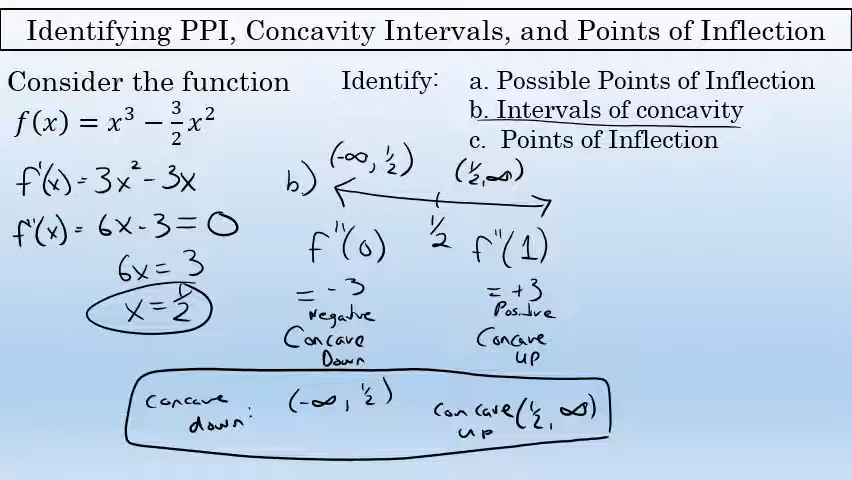 Identifying PPI, Concavity Intervals, and Points of Inflection
Consider the function
f(x) = x³ − 3/2 x²
f'(x) = 3x² - 3x
f''(x) = 6x - 3 = 0
6x = 3
x = 1/2
Identify:
a. Possible Points of Inflection
b. Intervals of concavity
c. Points of Inflection
b.)
(-∞, 1/2) (1/2, ∞)
1/2
f''(0) f''(1)
= -3 = +3
Negative Positive
Concave Concave
Down UP
Concave down: (-∞, 1/2) concave up (1/2, ∞)